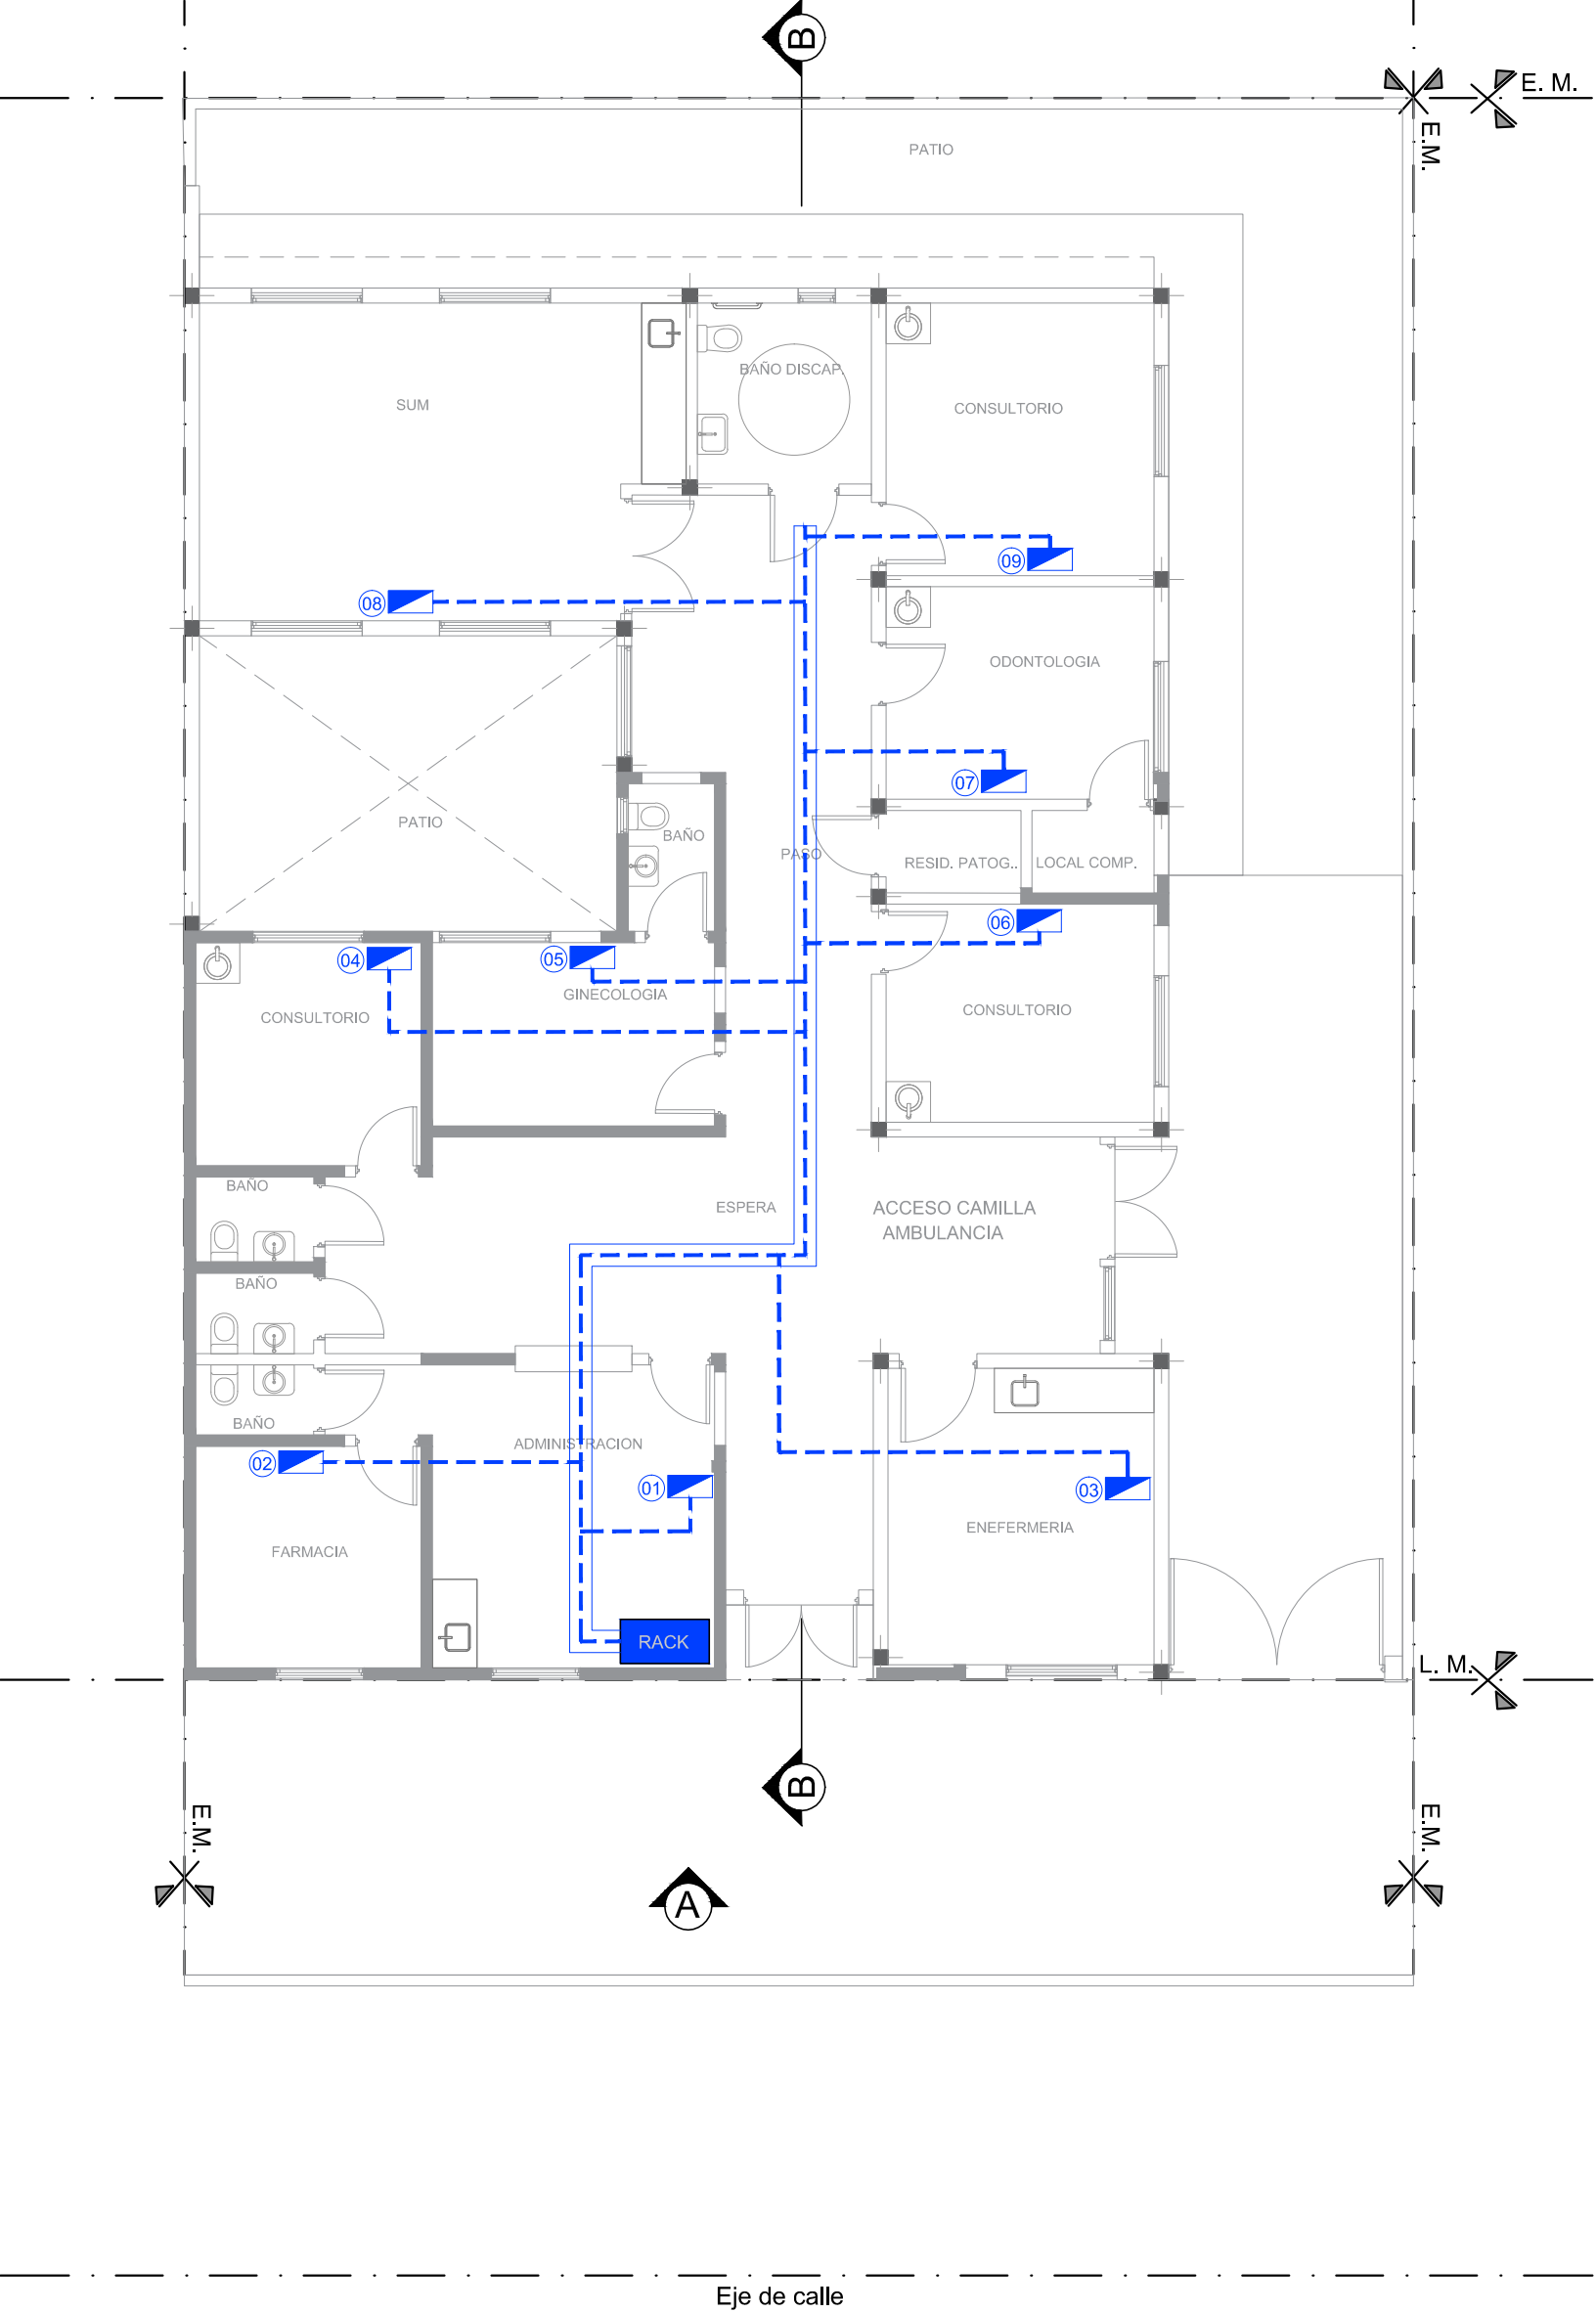 B
E. M.
E.M.
PATIO
BAÑO DISCAP.
SUM
CONSULTORIO
09
08
ODONTOLOGIA
07
PATIO
BAÑO
PASO
RESID. PATOG..
LOCAL COMP.
06
04
05
GINECOLOGIA
CONSULTORIO
CONSULTORIO
BAÑO
ESPERA
ACCESO CAMILLA
AMBULANCIA
BAÑO
BAÑO
ADMINISTRACION
02
01
03
ENEFERMERIA
FARMACIA
RACK
L. M.
B
E.M.
E.M.
A
Eje de calle